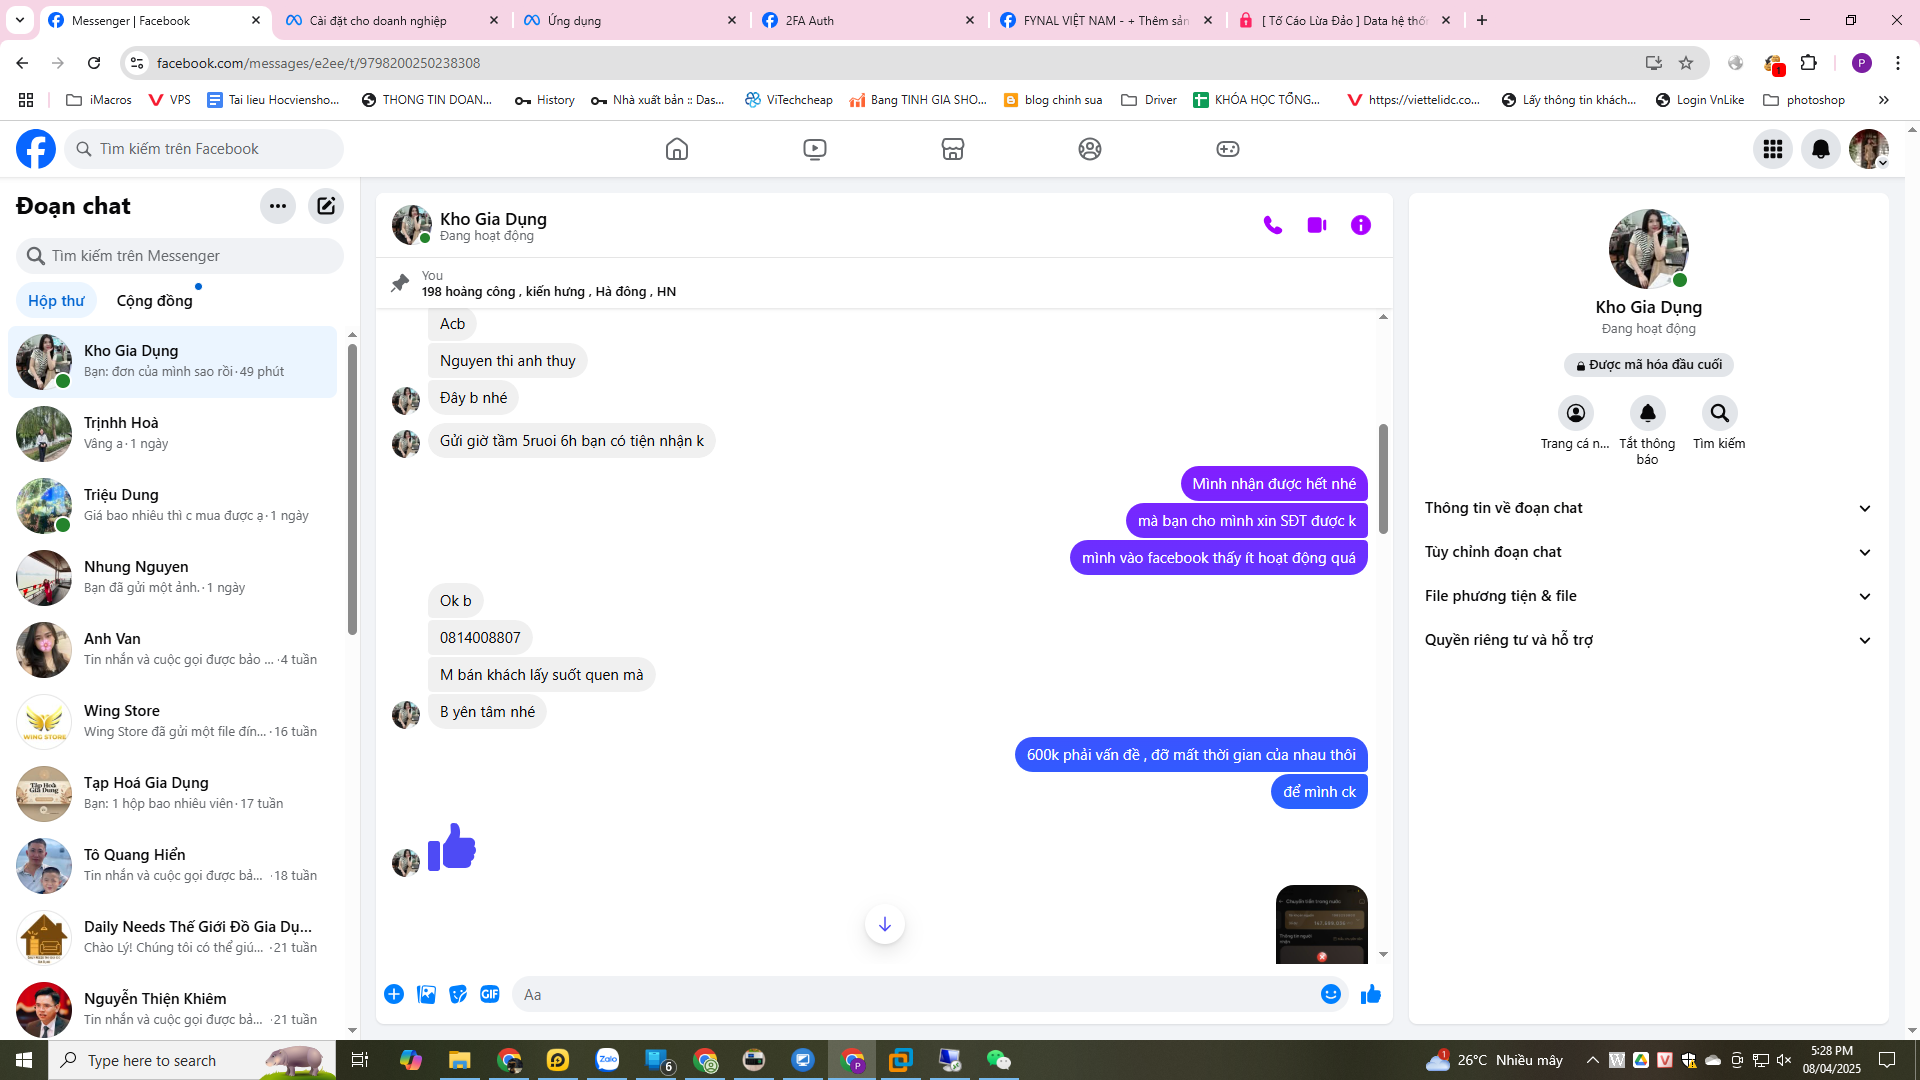 Messenger | Facebook
Cài đặt cho doanh nghiệp
Ứng dụng
2FA Auth
FYNAL VIỆT NAM - + Thêm sản
[ Tố Cáo Lừa Đảo ] Data hệ thốn
facebook.com/messages/e2ee/t/9798200250238308
1
P
iMacros
VPS
Tai lieu Hocviensho...
THONG TIN DOAN...
History
Nhà xuất bản :: Das...
ViTechcheap
Bang TINH GIA SHO...
blog chinh sua
Driver
KHÓA HỌC TỔNG...
https://viettelidc.co...
Lấy thông tin khách...
Login VnLike
photoshop
Tìm kiếm trên Facebook
Đoạn chat
Tìm kiếm trên Messenger
Hộp thư
Cộng đồng
Kho Gia Dụng
Bạn: đơn của mình sao rồi · 49 phút
Trịnhh Hoà
Vâng a · 1 ngày
Triệu Dung
Giá bao nhiêu thì c mua được ạ · 1 ngày
Nhung Nguyen
Bạn đã gửi một ảnh. · 1 ngày
Anh Van
Tin nhắn và cuộc gọi được bảo ... · 4 tuần
WING STORE
Wing Store
Wing Store đã gửi một file đín... · 16 tuần
Tạp Hoá Gia Dụng
Bạn: 1 hộp bao nhiêu viên · 17 tuần
Tô Quang Hiển
Tin nhắn và cuộc gọi được bả... · 18 tuần
Daily Needs Thế Giới Đồ Gia Dụ...
Chào Lý! Chúng tôi có thể giú... · 21 tuần
Nguyễn Thiện Khiêm
Tin nhắn và cuộc gọi được bả... · 21 tuần
Kho Gia Dụng
Đang hoạt động
You
198 hoàng công , kiến hưng , Hà đông , HN
Acb
Nguyen thi anh thuy
Đây b nhé
Gửi giờ tầm 5ruoi 6h bạn có tiện nhận k
Mình nhận được hết nhé
mà bạn cho mình xin SĐT được k
mình vào facebook thấy ít hoạt động quá
Ok b
0814008807
M bán khách lấy suốt quen mà
B yên tâm nhé
600k phải vấn đề , đỡ mất thời gian của nhau thôi
để mình ck
Chuyển tiền trong nước
Thông tin người nhận
GIF
Aa
Kho Gia Dụng
Đang hoạt động
Được mã hóa đầu cuối
Trang cá n...
Tắt thông báo
Tìm kiếm
Thông tin về đoạn chat
Tùy chỉnh đoạn chat
File phương tiện & file
Quyền riêng tư và hỗ trợ
Type here to search
Zalo
6
P
1
26°C Nhiều mây
5:28 PM
08/04/2025